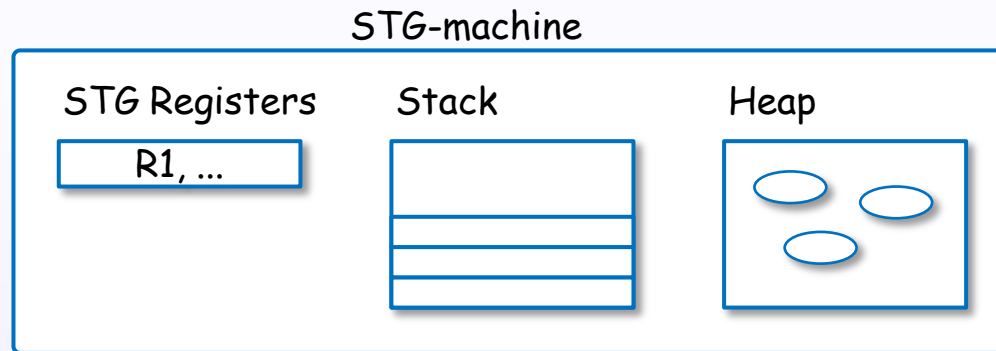 STG-machine
STG Registers
Stack
Heap
R1, ...